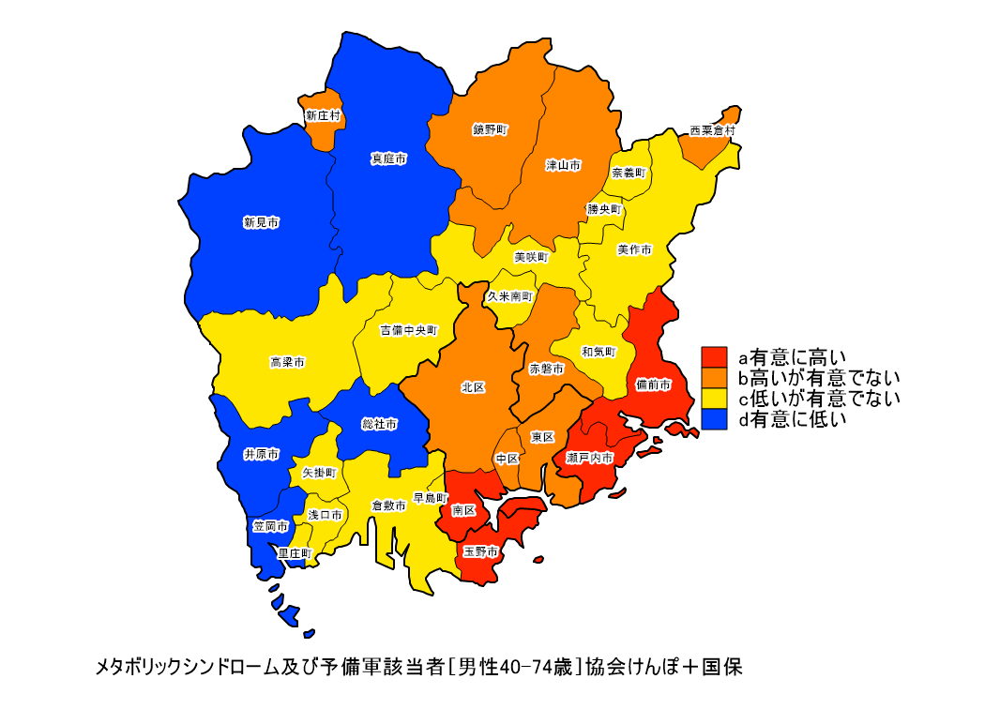 新庄村
鏡野町
西粟倉村
真庭市
津山市
奈義町
勝央町
新見市
美作市
美咲町
久米南町
吉備中央町
和気町
高梁市
赤磐市
備前市
北区
a有意に高い
b高いが有意でない
c低いが有意でない
d有意に低い
総社市
東区
井原市
中区
瀬戸内市
矢掛町
早島町
倉敷市
南区
浅口市
笠岡市
里庄町
玉野市
メタボリックシンドローム及び予備軍該当者[男性40-74歳]協会けんぽ＋国保